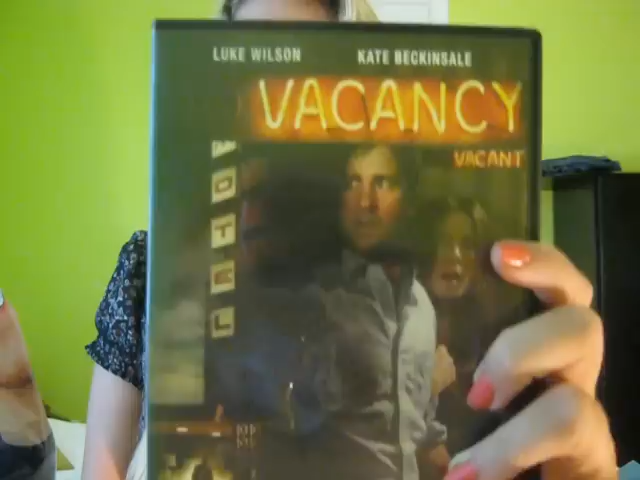 LUKE WILSON KATE BECKINSALE
VACANCY
VACANT
MOTEL